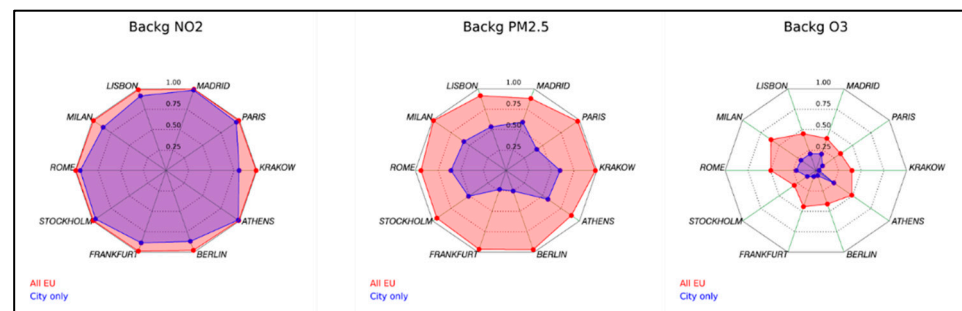 Backg NO2
1.00
LISBON
MADRID
0.75
MILAN
PARIS
0.50
0.25
ROME
KRAKOW
STOCKHOLM
ATHENS
FRANKFURT
BERLIN
All EU
City only
Backg PM2.5
1.00
LISBON
MADRID
0.75
MILAN
PARIS
0.50
0.25
ROME
KRAKOW
STOCKHOLM
ATHENS
FRANKFURT
BERLIN
All EU
City only
Backg O3
1.00
LISBON
MADRID
0.75
MILAN
PARIS
0.50
0.25
ROME
KRAKOW
STOCKHOLM
ATHENS
FRANKFURT
BERLIN
All EU
City only